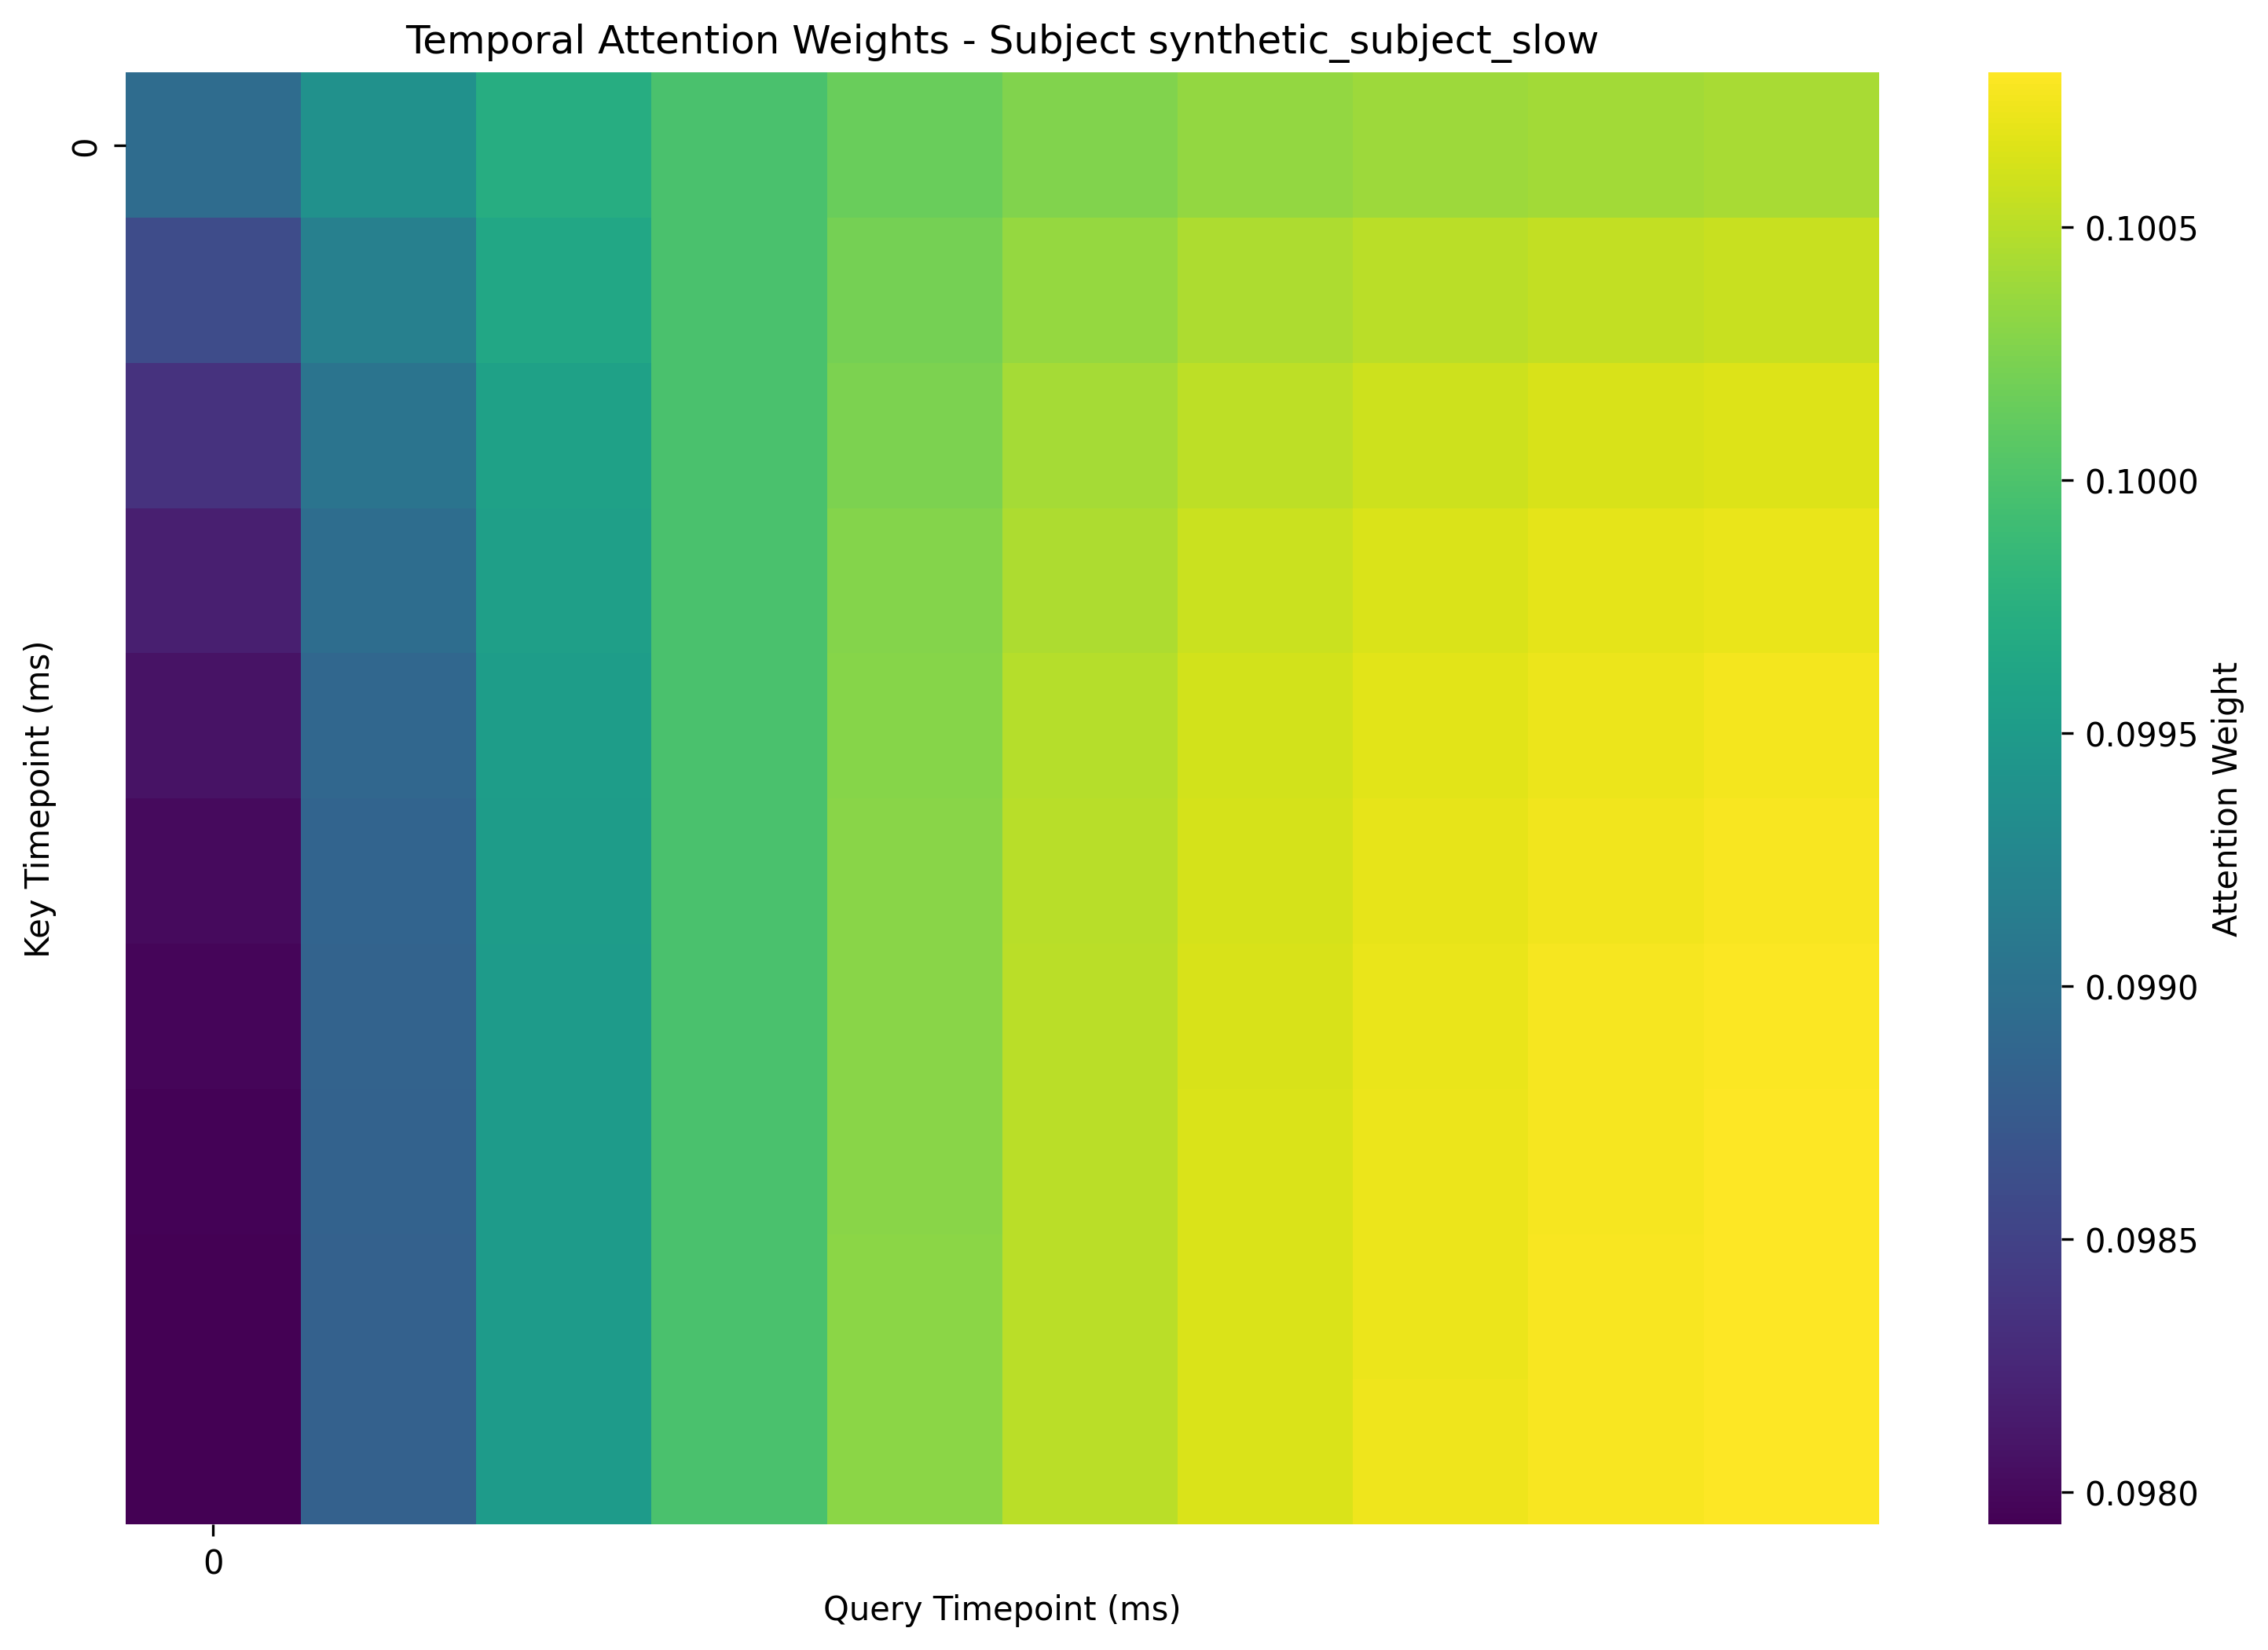 Temporal Attention Weights - Subject synthetic_subject_slow
0
Key Timepoint (ms)
0
Query Timepoint (ms)
0.1005
0.1000
0.0995
0.0990
0.0985
0.0980
Attention Weight